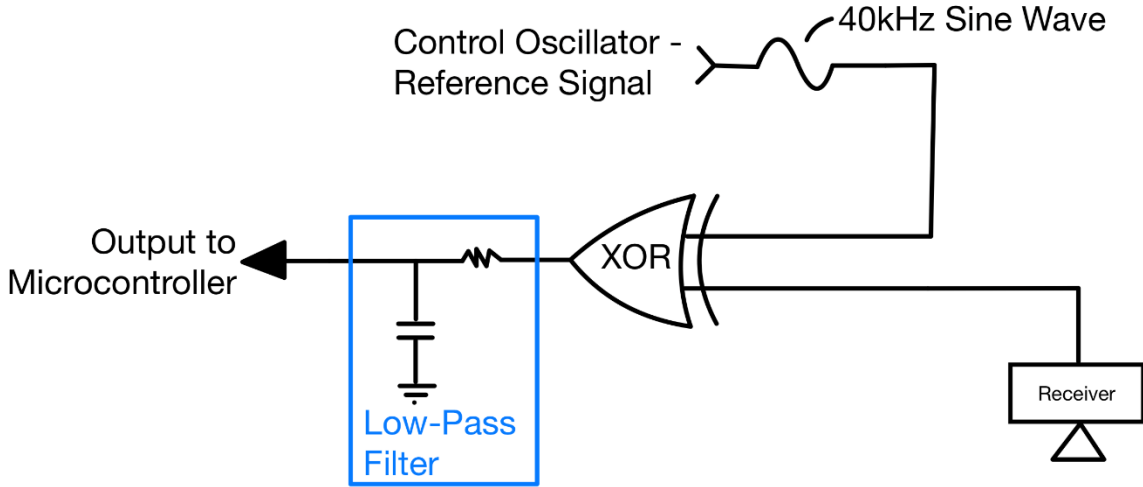 40kHz Sine Wave
Control Oscillator -
Reference Signal
Output to
Microcontroller
XOR
Receiver
Low-Pass
Filter